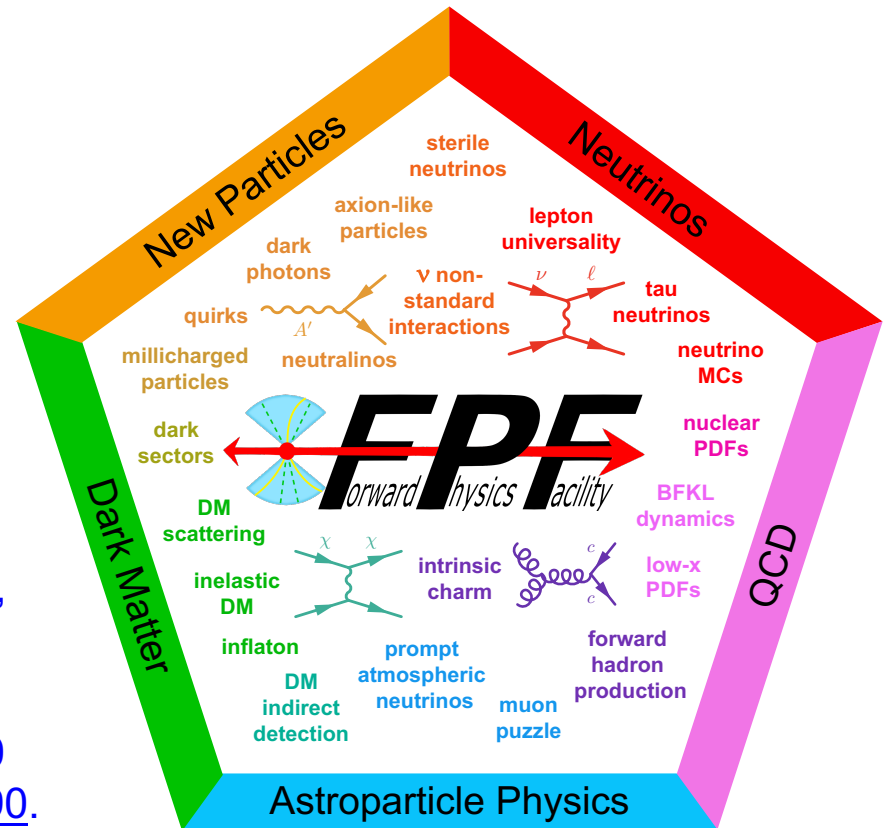 New Particles
Neutrinos
sterile
neutrinos
axion-like
particles
lepton
universality
dark
photons
ν non-
standard
interactions
ν
ℓ
tau
neutrinos
quirks
A′
neutralinos
millicharged
particles
neutrino
MCs
dark
sectors
FPF
Forward Physics Facility
nuclear
PDFs
BFKL
dynamics
Dark Matter
QCD
DM
scattering
χ
χ
intrinsic
charm
c
c
low-x
PDFs
inelastic
DM
,
inflaton
prompt
atmospheric
neutrinos
forward
hadron
production
DM
indirect
detection
muon
puzzle
)
00.
Astroparticle Physics